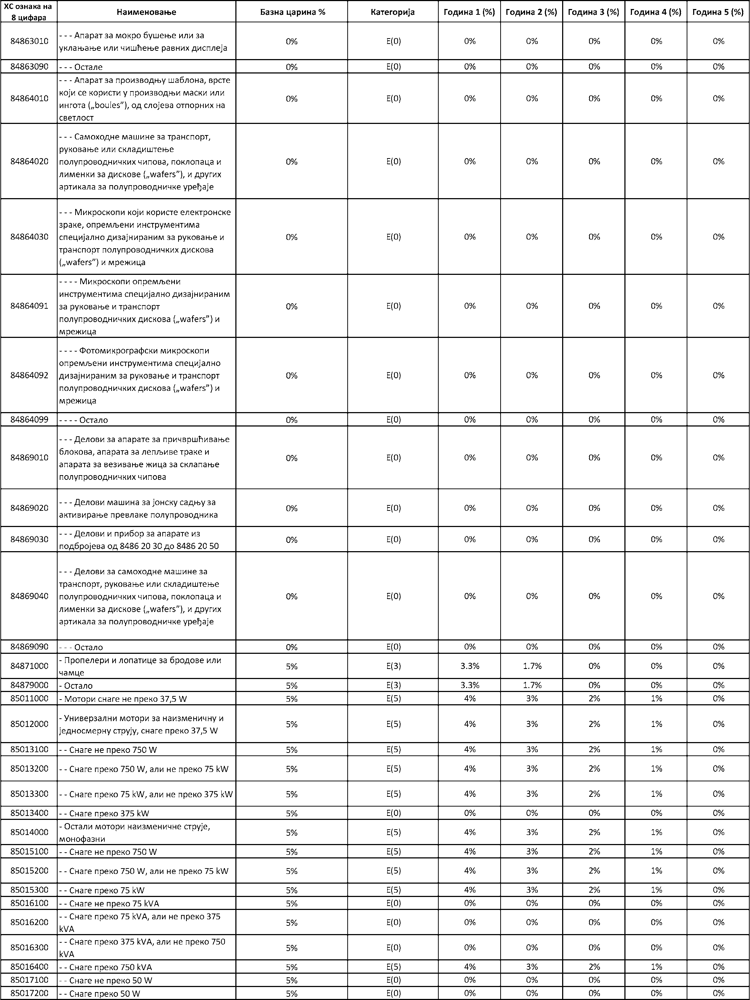 ХС ознака на 8 цифара Наименовање Базна царина % Категорија Година 1 (%) Година 2 (%) Година 3 (%) Година 4 (%) Година 5 (%)
84863010 - - - Апарат за мокро бушење или за
уклањање или чишћење равних дисплеја 0% Е(0) 0% 0% 0% 0% 0%
84863090 - - - Остале 0% Е(0) 0% 0% 0% 0% 0%
84864010 - - - Апарат за производњу шаблона, врсте
који се користи у производњи маски или
ингота („boules”), од слојева отпорних на
светлост 0% Е(0) 0% 0% 0% 0% 0%
84864020 - - - Самоходне машине за транспорт,
руковање или складиштење
полупроводничких чипова, поклопаца и
лименки за дискове („wafers”), и других
артикала за полупроводничке уређаје 0% Е(0) 0% 0% 0% 0% 0%
84864030 - - - Микроскопи који користе електронске
зраке, опремљени инструментима
специјално дизајнираним за руковање и
транспорт полупроводничких дискова
(„wafers”) и мрежица 0% Е(0) 0% 0% 0% 0% 0%
84864091 - - - - Микроскопи опремљени
инструментима специјално дизајнираним
за руковање и транспорт
полупроводничких дискова („wafers”) и
мрежица 0% Е(0) 0% 0% 0% 0% 0%
84864092 - - - - Фотомикрографски микроскопи
опремљени инструментима специјално
дизајнираним за руковање и транспорт
полупроводничких дискова („wafers”) и
мрежица 0% Е(0) 0% 0% 0% 0% 0%
84864099 - - - - Остало 0% Е(0) 0% 0% 0% 0% 0%
84869010 - - - Делови за апарате за причвршћивање
блокова, апарата за лепљиве траке и
апарата за везивање жица за склапање
полупроводничких чипова 0% Е(0) 0% 0% 0% 0% 0%
84869020 - - - Делови машина за јонску садњу за
активирање превлаке полупроводника 0% Е(0) 0% 0% 0% 0% 0%
84869030 - - - Делови и прибор за апарате из
подбројева од 8486 20 30 до 8486 20 50 0% Е(0) 0% 0% 0% 0% 0%
84869040 - - - Делови за самоходне машине за
транспорт, руковање или складиштење
полупроводничких чипова, поклопаца и
лименки за дискове („wafers”), и других
артикала за полупроводничке уређаје 0% Е(0) 0% 0% 0% 0% 0%
84869090 - - - Остало 0% Е(0) 0% 0% 0% 0% 0%
84871000 - Пропелери и лопатице за бродове или
чамце 5% Е(3) 3.3% 1.7% 0% 0% 0%
84879000 - Остало 5% Е(3) 3.3% 1.7% 0% 0% 0%
85011000 - Мотори снаге не преко 37,5 W 5% Е(5) 4% 3% 2% 1% 0%
85012000 - Универзални мотори за наизменичну и
једносмерну струју, снаге преко 37,5 W 5% Е(5) 4% 3% 2% 1% 0%
85013100 - - Снаге не преко 750 W 5% Е(5) 4% 3% 2% 1% 0%
85013200 - - Снаге преко 750 W, али не преко 75 kW 5% Е(5) 4% 3% 2% 1% 0%
85013300 - - Снаге преко 75 kW, али не преко 375 kW 5% Е(5) 4% 3% 2% 1% 0%
85013400 - - Снаге преко 375 kW 5% Е(0) 0% 0% 0% 0% 0%
85014000 - Остали мотори наизменичне струје,
монофазни 5% Е(5) 4% 3% 2% 1% 0%
85015100 - - Снаге не преко 750 W 5% Е(5) 4% 3% 2% 1% 0%
85015200 - - Снаге преко 750 W, али не преко 75 kW 5% Е(5) 4% 3% 2% 1% 0%
85015300 - - Снаге преко 75 kW 5% Е(5) 4% 3% 2% 1% 0%
85016100 - - Снаге не преко 75 kVA 5% Е(0) 0% 0% 0% 0% 0%
85016200 - - Снаге преко 75 kVA, али не преко 375
kVA 5% Е(0) 0% 0% 0% 0% 0%
85016300 - - Снаге преко 375 kVA, али не преко 750
kVA 5% Е(0) 0% 0% 0% 0% 0%
85016400 - - Снаге преко 750 kVA 5% Е(5) 4% 3% 2% 1% 0%
85017100 - - Снаге не преко 50 W 5% Е(0) 0% 0% 0% 0% 0%
85017200 - - Снаге преко 50 W 5% Е(0) 0% 0% 0% 0% 0%